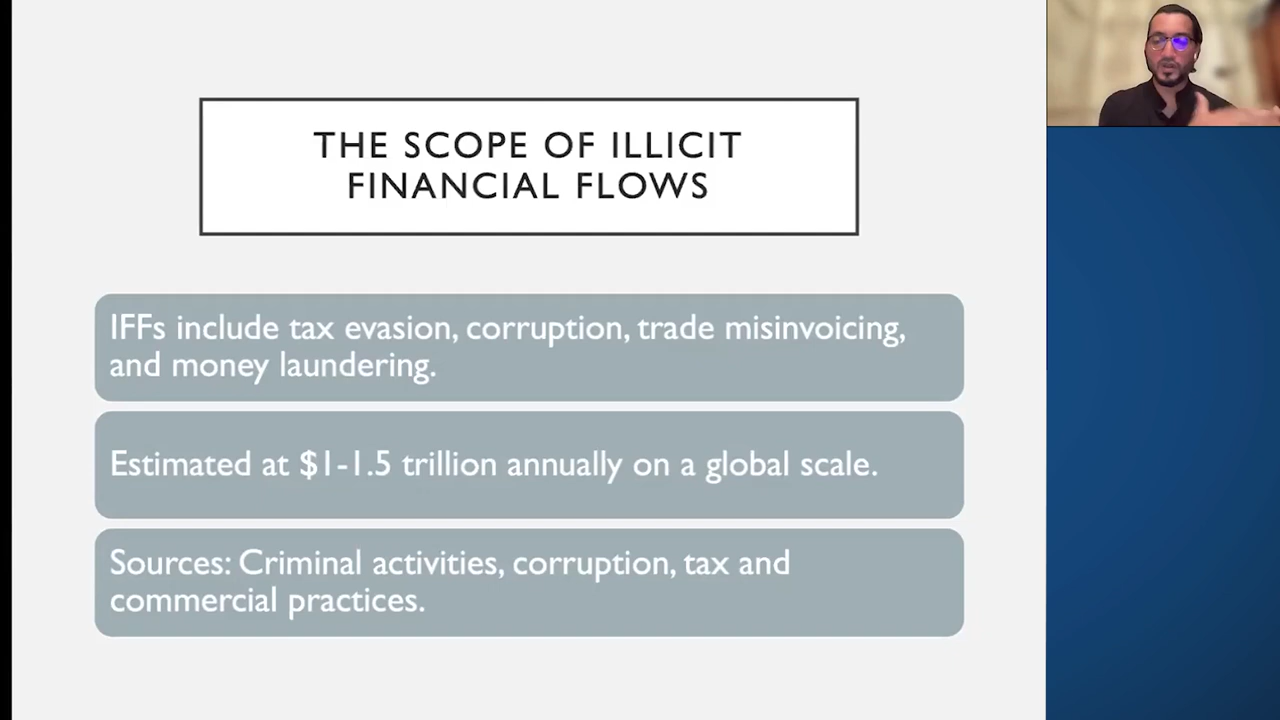 THE SCOPE OF ILLICIT
FINANCIAL FLOWS
IFFs include tax evasion, corruption, trade misinvoicing,
and money laundering.
Estimated at $1-1.5 trillion annually on a global scale.
Sources: Criminal activities, corruption, tax and
commercial practices.